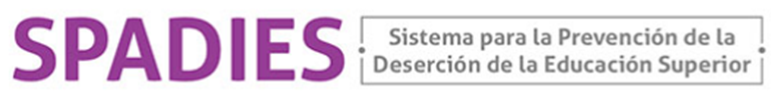 SPADIES
Sistema para la Prevención de la
Deserción de la Educación Superior